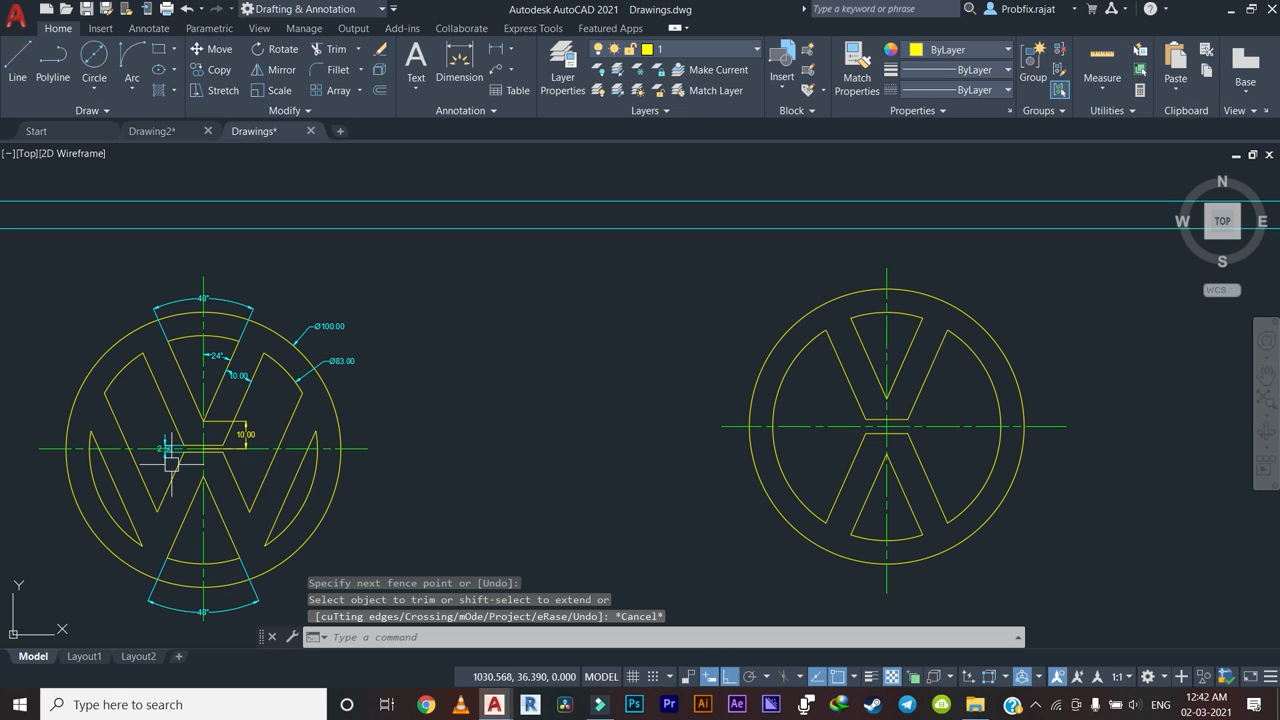 Drafting & Annotation
Autodesk AutoCAD 2021 Drawings.dwg
Type a keyword or phrase
Probfix.rajat
Home Insert Annotate Parametric View Manage Output Add-ins Collaborate Express Tools Featured Apps
Line Polyline Circle Arc
Move Rotate Trim
Copy Mirror Fillet
Stretch Scale Array
Text Dimension Table
Layer Properties
1
Make Current
Match Layer
Insert
Match Properties
ByLayer
ByLayer
ByLayer
Group
Measure
Paste
Base
Draw Modify Annotation Layers Block Properties Groups Utilities Clipboard View
Start Drawing2* Drawings*
[−][Top][2D Wireframe]
N
W TOP E
S
WCS
48°
Ø100.00
24°
Ø83.00
10.00
10.00
48°
Specify next fence point or [Undo]:
Select object to trim or shift-select to extend or
[cuTting edges/Crossing/mOde/Project/eRase/Undo]: *Cancel*
Type a command
Y
X
Model Layout1 Layout2
1030.568, 36.390, 0.000 MODEL 1:1
Type here to search
ENG
12:42 AM
02-03-2021